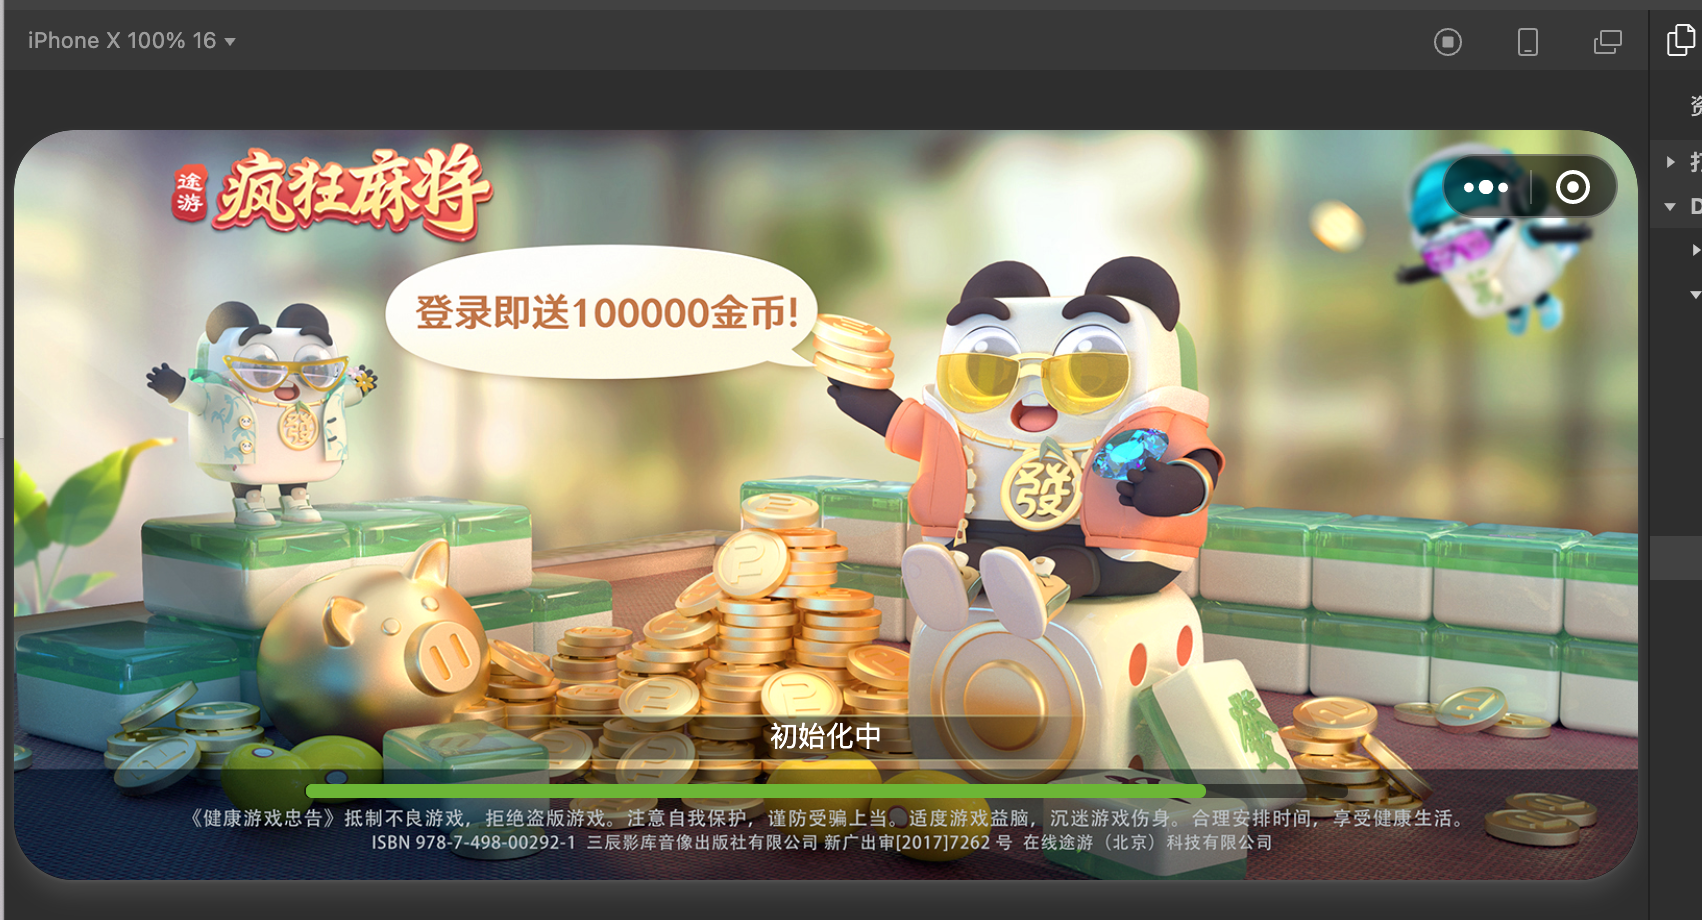 iPhone X 100% 16
途游
疯狂麻将
登录即送100000金币!
發
發
初始化中
《健康游戏忠告》抵制不良游戏，拒绝盗版游戏。注意自我保护，谨防受骗上当。适度游戏益脑，沉迷游戏伤身。合理安排时间，享受健康生活。
ISBN 978-7-498-00292-1 三辰影库音像出版社有限公司 新广出审[2017]7262 号 在线途游（北京）科技有限公司